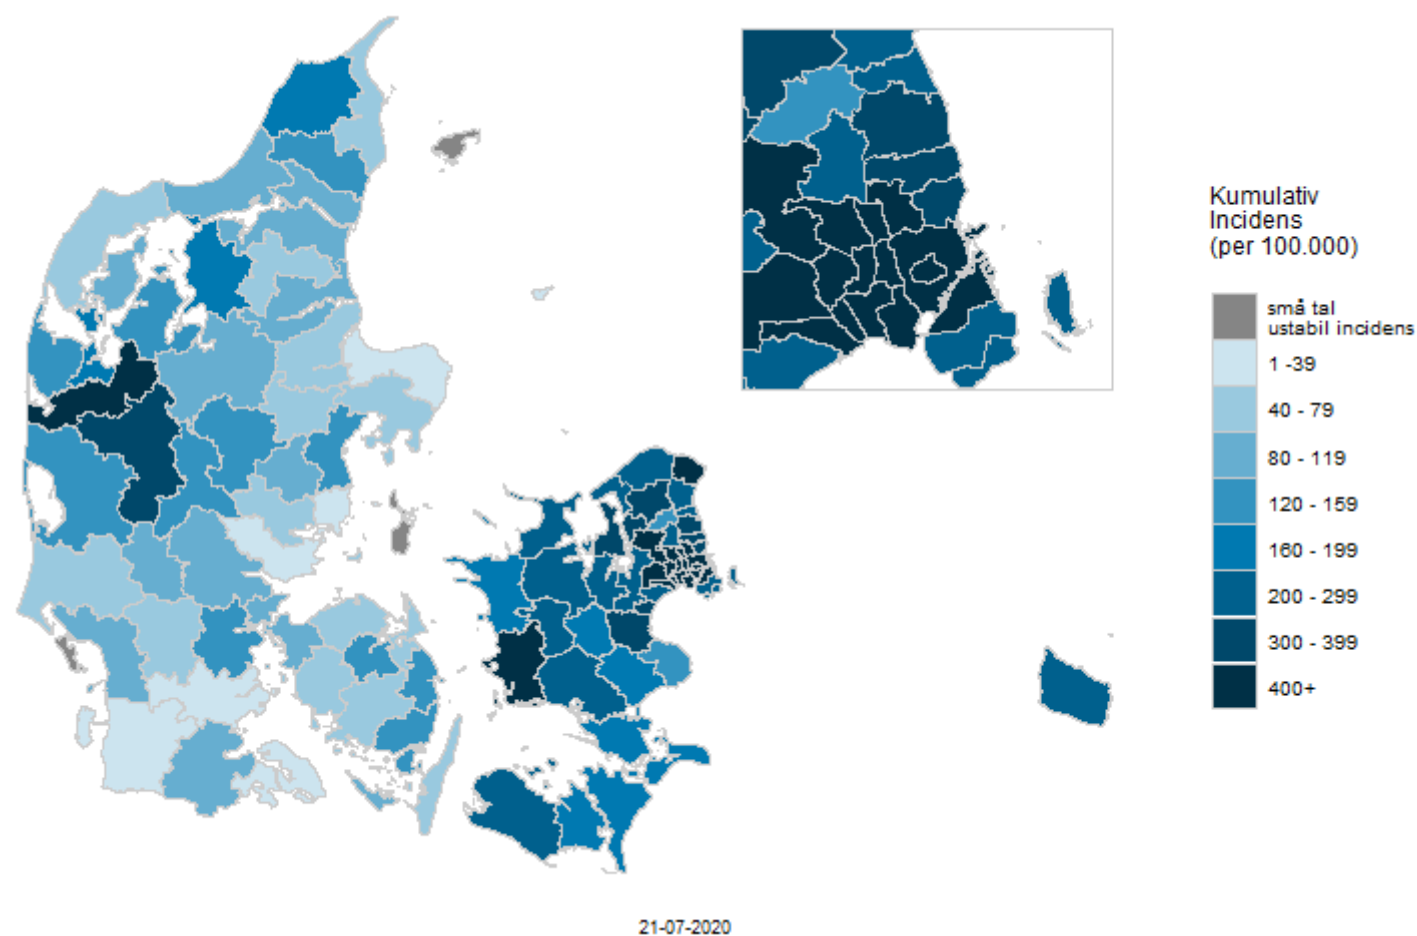 Kumulativ
Incidens
(per 100.000)
små tal
ustabil incidens
1 -39
40 - 79
80 - 119
120 - 159
160 - 199
200 - 299
300 - 399
400+
21-07-2020